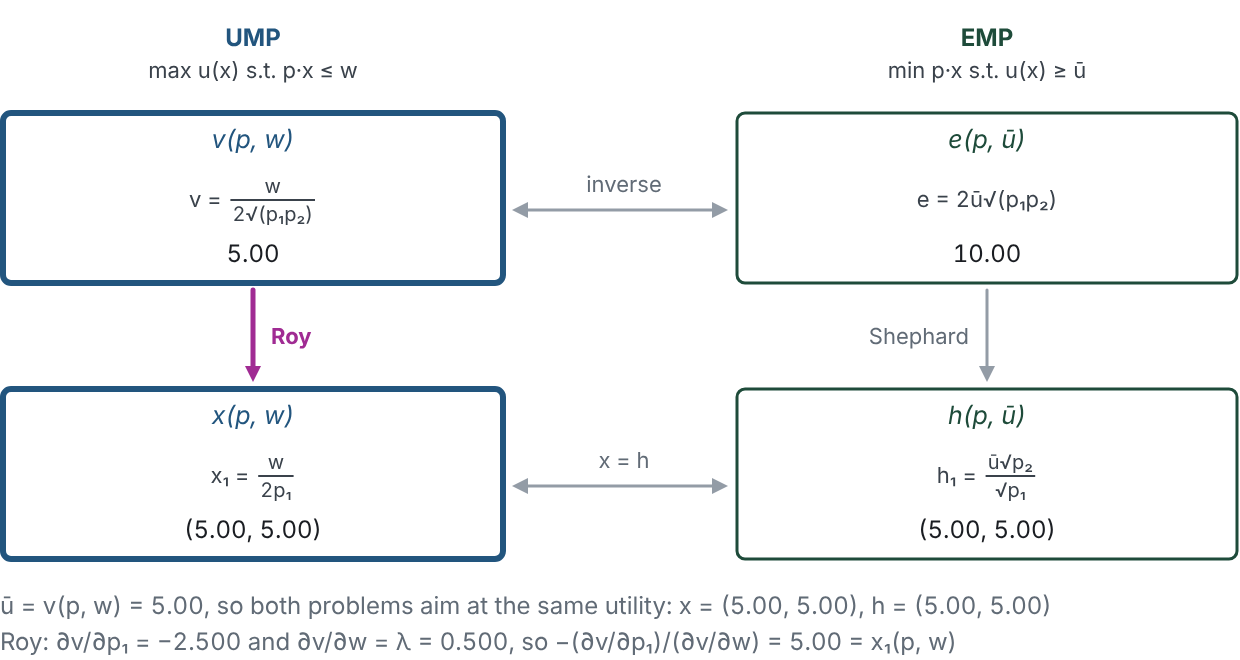 UMP
max u(x) s.t. p·x ≤ w
EMP
min p·x s.t. u(x) ≥ ū
v(p, w)
v = w
2√(p₁p₂)
5.00
inverse
e(p, ū)
e = 2ū√(p₁p₂)
10.00
Roy
Shephard
x(p, w)
x₁ = w
2p₁
(5.00, 5.00)
x = h
h(p, ū)
h₁ = ū√p₂
√p₁
(5.00, 5.00)
ū = v(p, w) = 5.00, so both problems aim at the same utility: x = (5.00, 5.00), h = (5.00, 5.00)
Roy: ∂v/∂p₁ = −2.500 and ∂v/∂w = λ = 0.500, so −(∂v/∂p₁)/(∂v/∂w) = 5.00 = x₁(p, w)